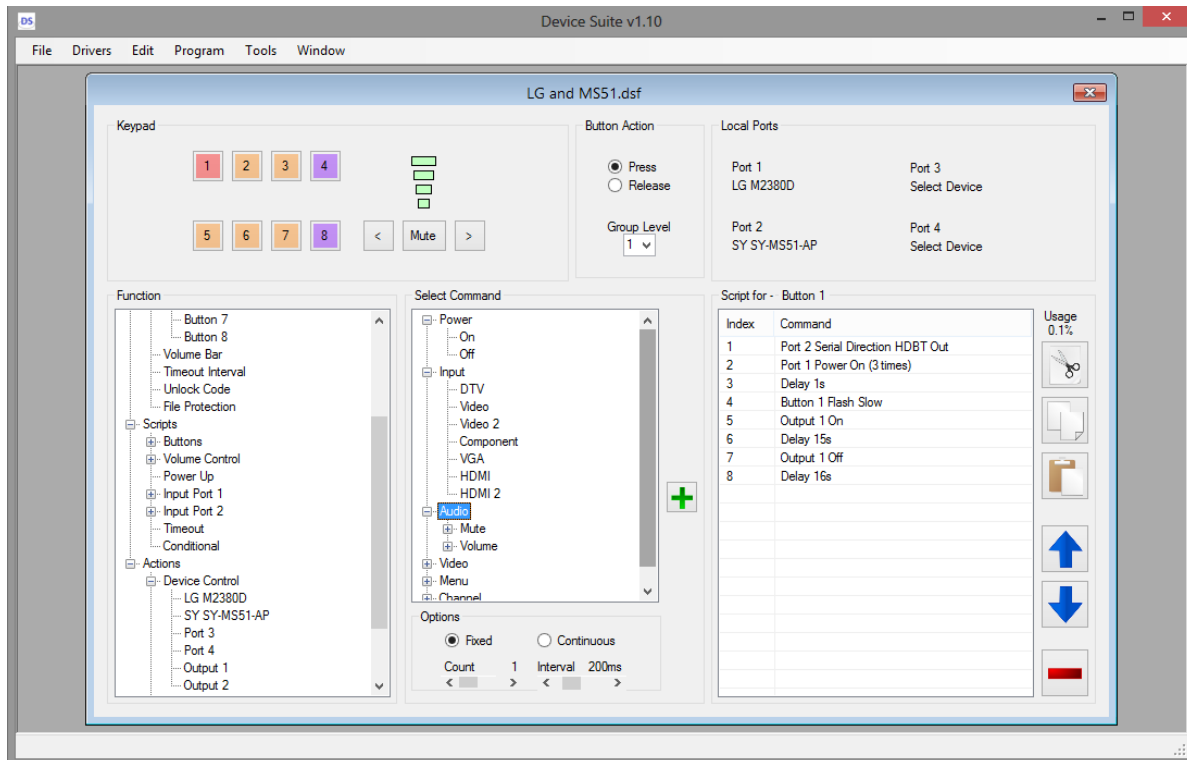 DS
Device Suite v1.10
File Drivers Edit Program Tools Window
LG and MS51.dsf
Keypad
1 2 3 4
5 6 7 8 < Mute >
Button Action
Press
Release
Group Level
1
Local Ports
Port 1
LG M2380D
Port 3
Select Device
Port 2
SY SY-MS51-AP
Port 4
Select Device
Function
Button 7
Button 8
Volume Bar
Timeout Interval
Unlock Code
File Protection
Scripts
Buttons
Volume Control
Power Up
Input Port 1
Input Port 2
Timeout
Conditional
Actions
Device Control
LG M2380D
SY SY-MS51-AP
Port 3
Port 4
Output 1
Output 2
Select Command
Power
On
Off
Input
DTV
Video
Video 2
Component
VGA
HDMI
HDMI 2
Audio
Mute
Volume
Video
Menu
Channel
Options
Fixed Continuous
Count 1 Interval 200ms
< > < >
Script for - Button 1
Index Command
1 Port 2 Serial Direction HDBT Out
2 Port 1 Power On (3 times)
3 Delay 1s
4 Button 1 Flash Slow
5 Output 1 On
6 Delay 15s
7 Output 1 Off
8 Delay 16s
Usage
0.1%